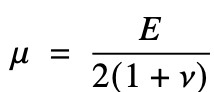 μ = E / 2(1 + ν)